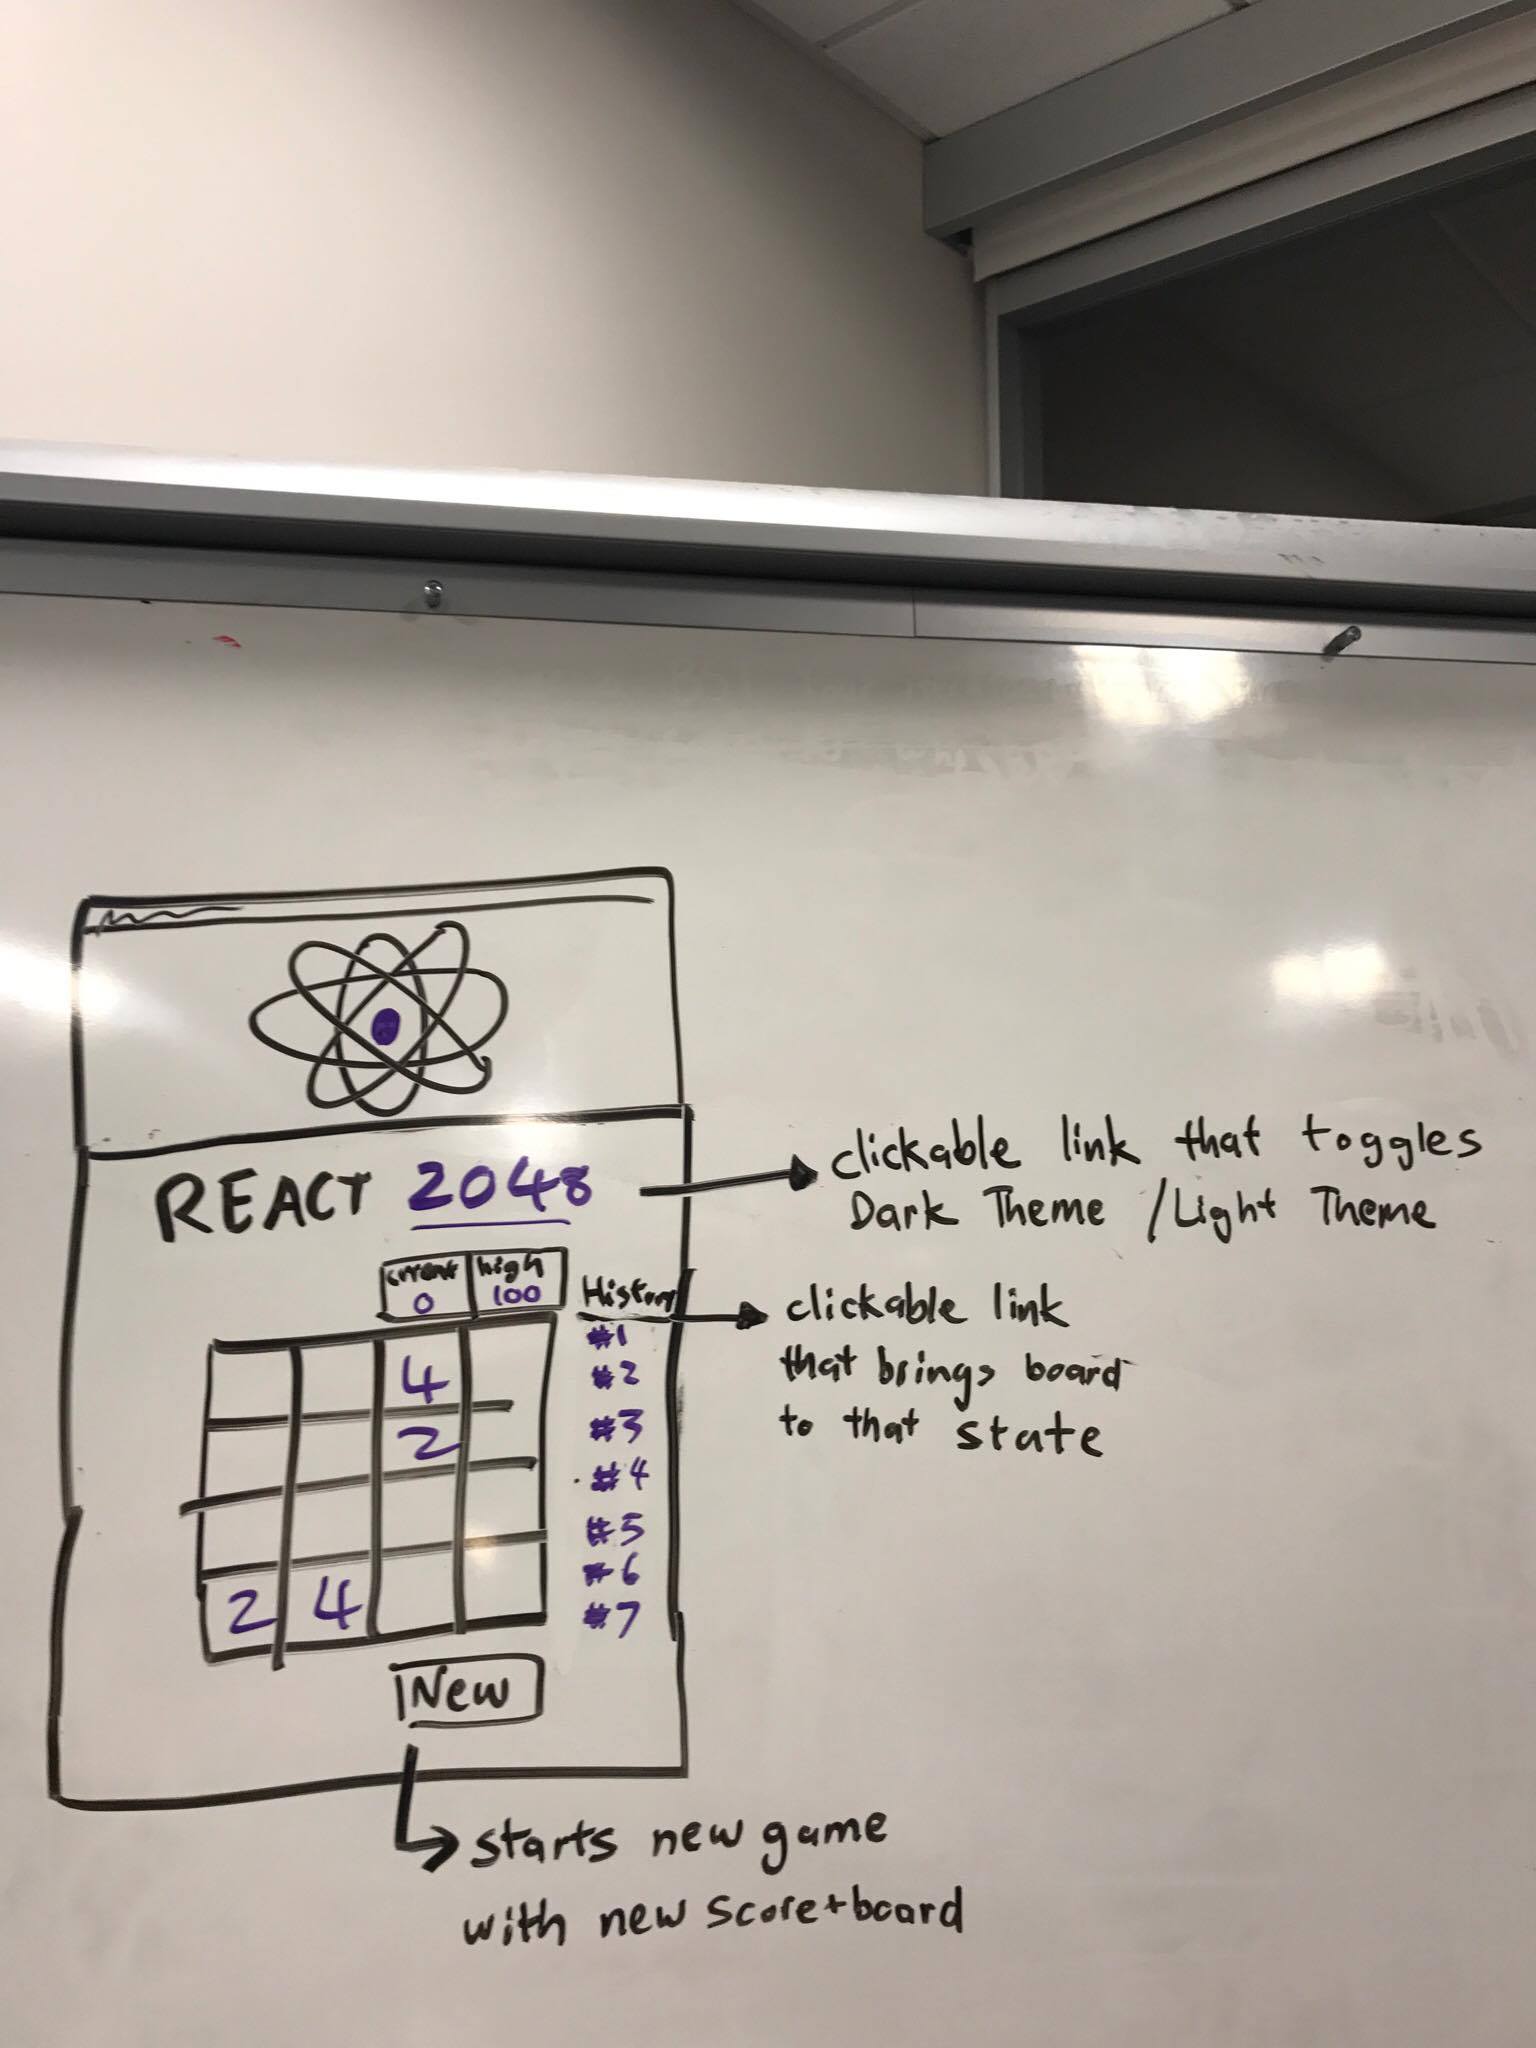 REACT 2048
current high
0 100
History
#1
4
#2
2
#3
#4
#5
#6
2 4
#7
New
clickable link that toggles
Dark Theme / Light Theme
clickable link
that brings board
to that state
starts new game
with new score+board